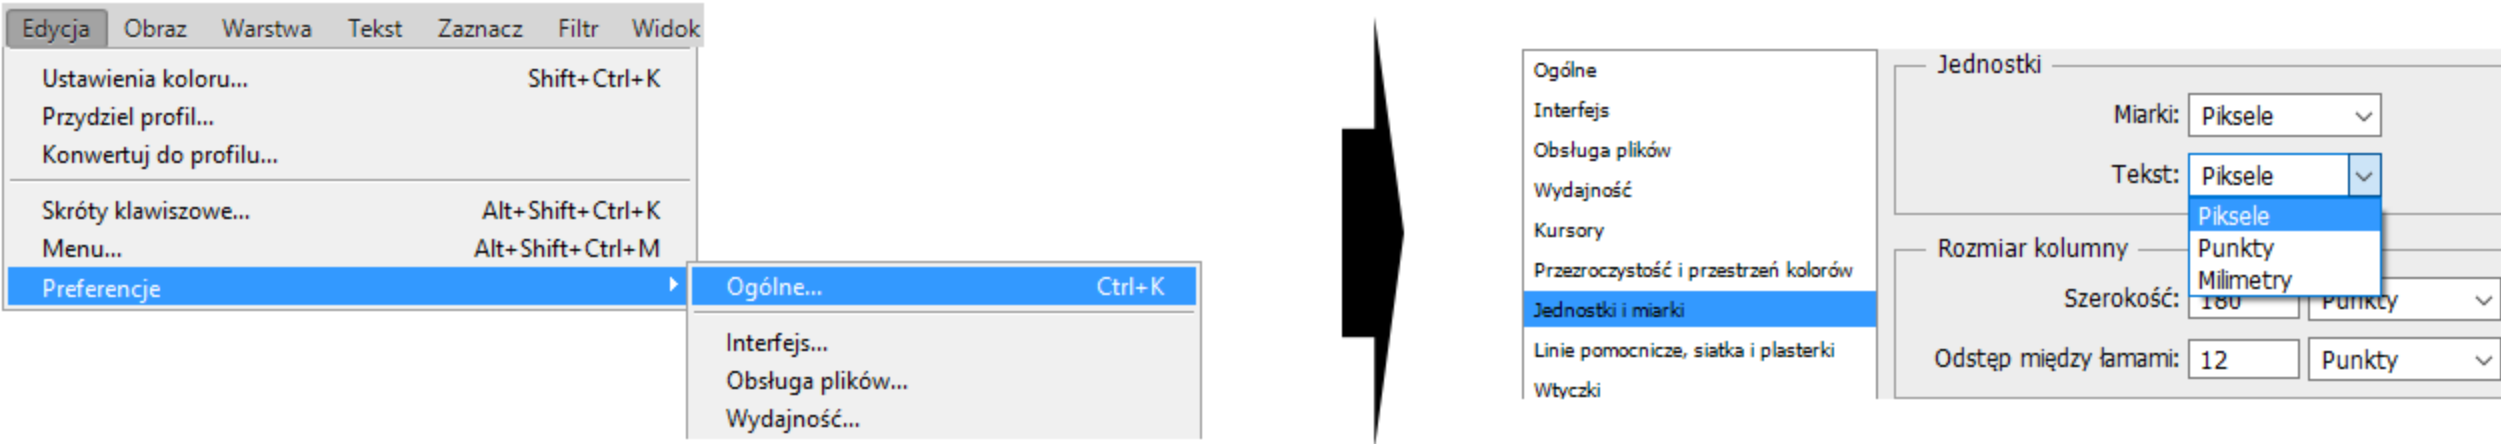 Edycja Obraz Warstwa Tekst Zaznacz Filtr Widok
Ustawienia koloru... Shift+Ctrl+K
Przydziel profil...
Konwertuj do profilu...
Skróty klawiszowe... Alt+Shift+Ctrl+K
Menu... Alt+Shift+Ctrl+M
Preferencje
Ogólne... Ctrl+K
Interfejs...
Obsługa plików...
Wydajność...
Ogólne
Interfejs
Obsługa plików
Wydajność
Kursory
Przezroczystość i przestrzeń kolorów
Jednostki i miarki
Linie pomocnicze, siatka i plasterki
Wtyczki
Jednostki
Miarki: Piksele
Tekst: Piksele
Piksele
Punkty
Milimetry
Rozmiar kolumny
Szerokość: 180 Punkty
Odstęp między łamami: 12 Punkty